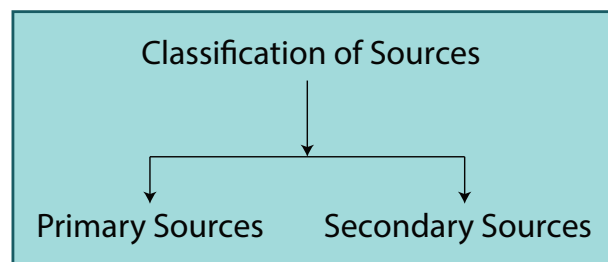 Classification of Sources
Primary Sources
Secondary Sources